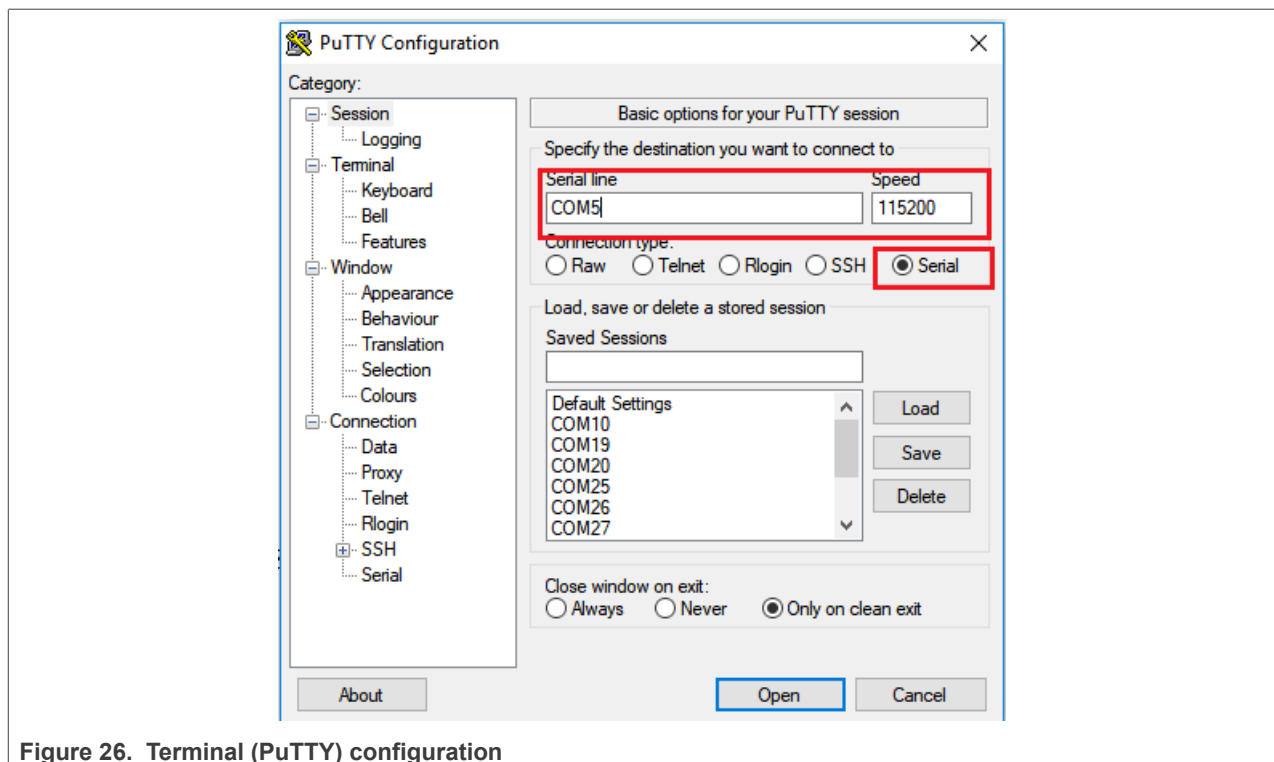 PuTTY Configuration
Category:
Session
Logging
Terminal
Keyboard
Bell
Features
Window
Appearance
Behaviour
Translation
Selection
Colours
Connection
Data
Proxy
Telnet
Rlogin
SSH
Serial
Basic options for your PuTTY session
Specify the destination you want to connect to
Serial line Speed
COM5 115200
Connection type:
Raw Telnet Rlogin SSH Serial
Load, save or delete a stored session
Saved Sessions
Default Settings
COM10
COM19
COM20
COM25
COM26
COM27
Load
Save
Delete
Close window on exit:
Always Never Only on clean exit
About Open Cancel
Figure 26. Terminal (PuTTY) configuration